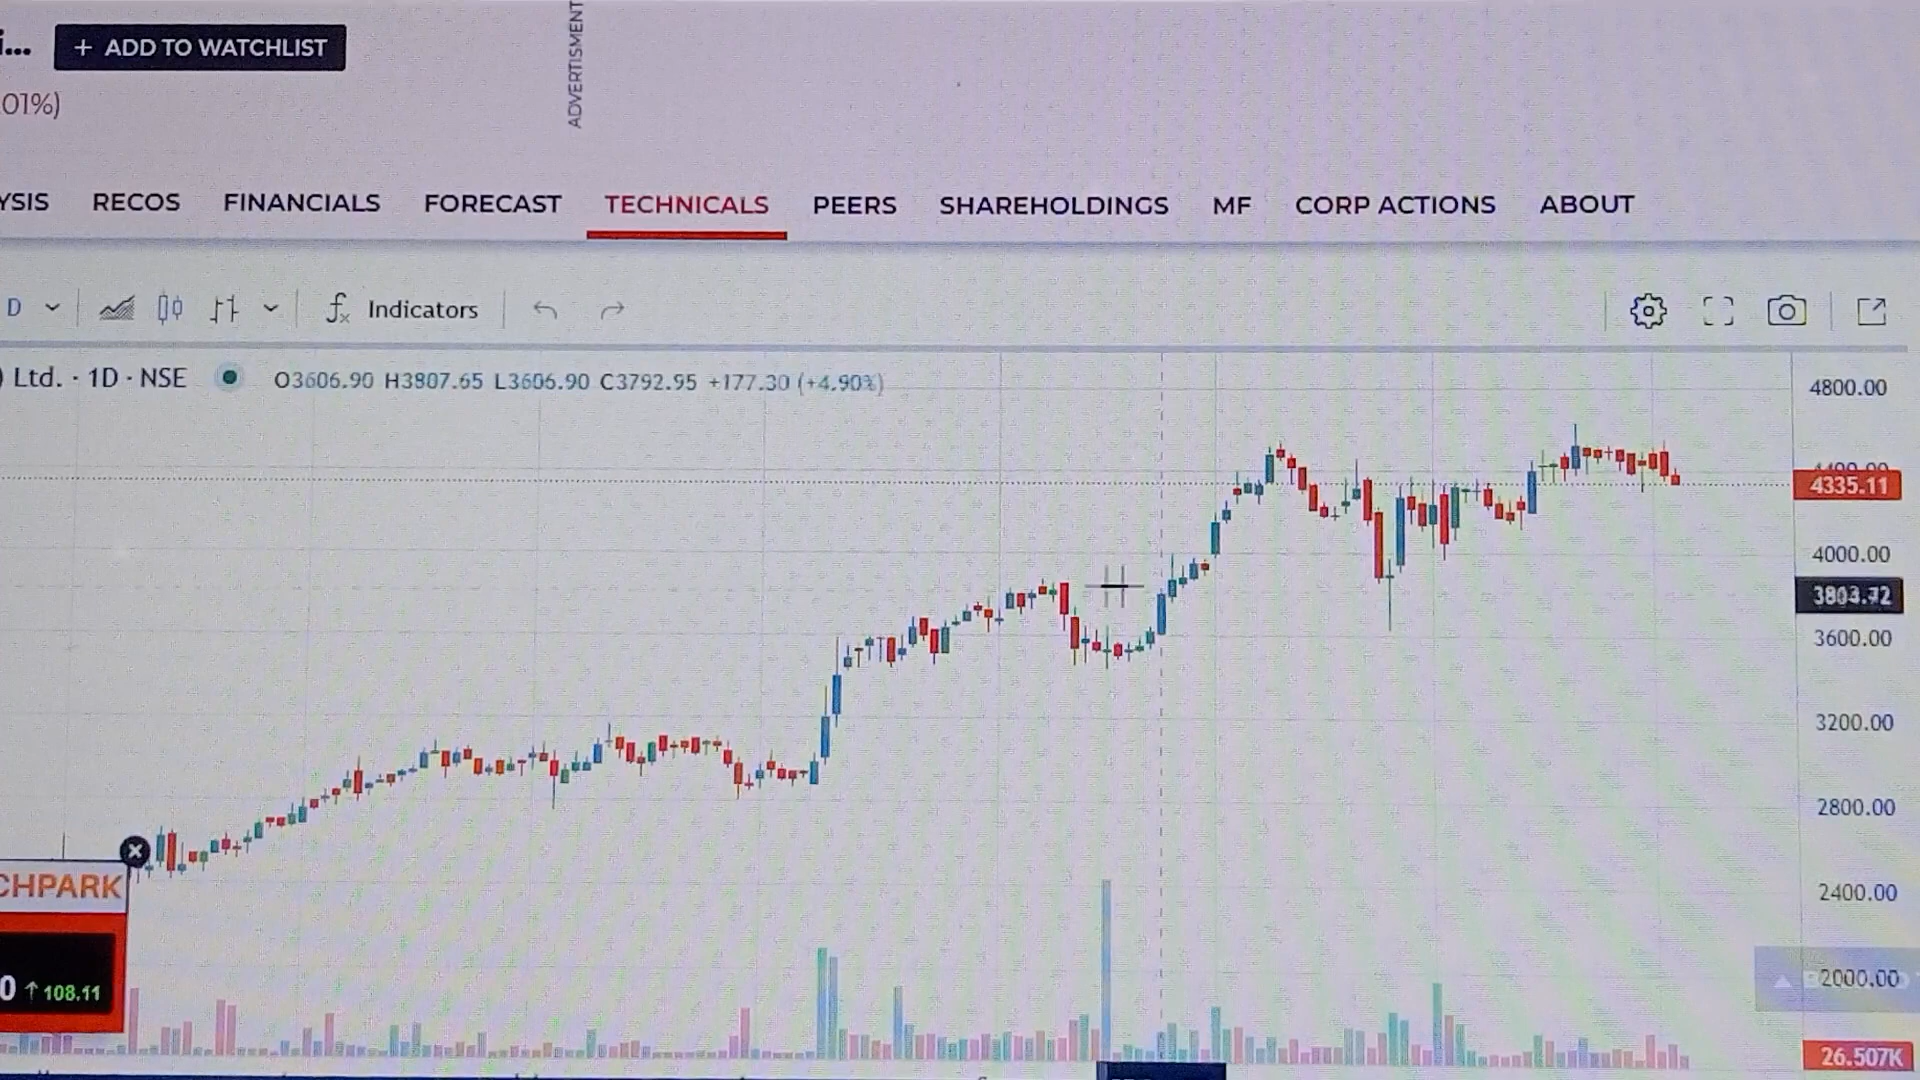 i...
+ ADD TO WATCHLIST
ADVERTISMENT
01%)
YSIS RECOS FINANCIALS FORECAST TECHNICALS PEERS SHAREHOLDINGS MF CORP ACTIONS ABOUT
D fx Indicators
) Ltd. · 1D · NSE O3606.90 H3807.65 L3606.90 C3792.95 +177.30 (+4.90%)
4800.00
4335.11
4000.00
3600.00
3200.00
2800.00
2400.00
2000.00
26.507K
CHPARK
0 ↑108.11